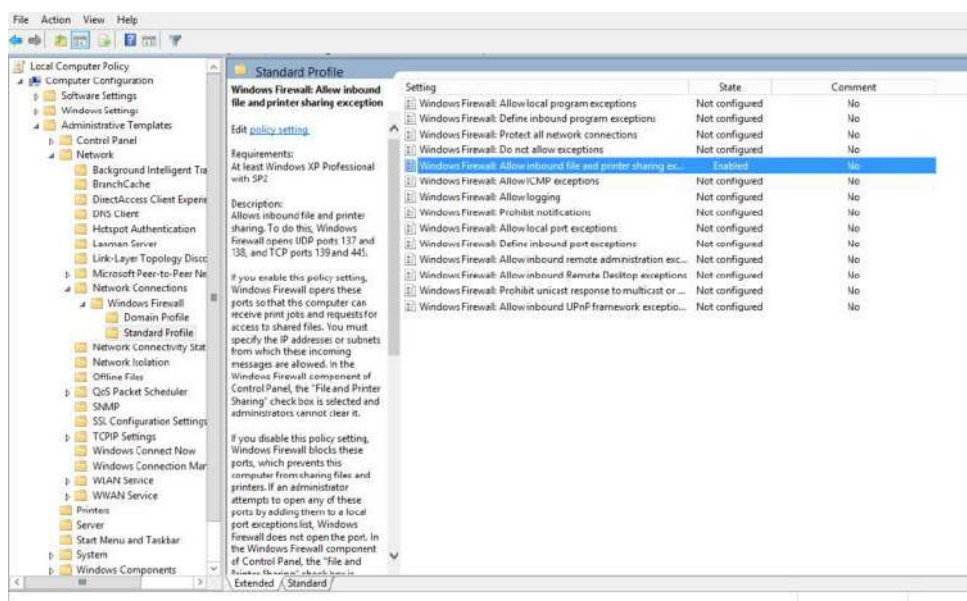 File Action View Help
Local Computer Policy
Computer Configuration
Software Settings
Windows Settings
Administrative Templates
Control Panel
Network
Background Intelligent Tra
BranchCache
DirectAccess Client Experie
DNS Client
Hotspot Authentication
Lanman Server
Link-Layer Topology Disco
Microsoft Peer-to-Peer Ne
Network Connections
Windows Firewall
Domain Profile
Standard Profile
Network Connectivity Stat
Network Isolation
Offline Files
QoS Packet Scheduler
SNMP
SSL Configuration Settings
TCPIP Settings
Windows Connect Now
Windows Connection Mar
WLAN Service
WWAN Service
Printers
Server
Start Menu and Taskbar
System
Windows Components
Standard Profile
Windows Firewall: Allow inbound
file and printer sharing exception
Edit policy setting
Requirements:
At least Windows XP Professional
with SP2
Description:
Allows inbound file and printer
sharing. To do this, Windows
Firewall opens UDP ports 137 and
138, and TCP ports 139 and 445.
If you enable this policy setting,
Windows Firewall opens these
ports so that this computer can
receive print jobs and requests for
access to shared files. You must
specify the IP addresses or subnets
from which these incoming
messages are allowed. In the
Windows Firewall component of
Control Panel, the "File and Printer
Sharing" check box is selected and
administrators cannot clear it.
If you disable this policy setting,
Windows Firewall blocks these
ports, which prevents this
computer from sharing files and
printers. If an administrator
attempts to open any of these
ports by adding them to a local
port exceptions list, Windows
Firewall does not open the port. In
the Windows Firewall component
of Control Panel, the "File and
Printer Sharing" check box is
Setting State Comment
Windows Firewall: Allow local program exceptions Not configured No
Windows Firewall: Define inbound program exceptions Not configured No
Windows Firewall: Protect all network connections Not configured No
Windows Firewall: Do not allow exceptions Not configured No
Windows Firewall: Allow inbound file and printer sharing ex... Enabled No
Windows Firewall: Allow ICMP exceptions Not configured No
Windows Firewall: Allow logging Not configured No
Windows Firewall: Prohibit notifications Not configured No
Windows Firewall: Allow local port exceptions Not configured No
Windows Firewall: Define inbound port exceptions Not configured No
Windows Firewall: Allow inbound remote administration exc... Not configured No
Windows Firewall: Allow inbound Remote Desktop exceptions Not configured No
Windows Firewall: Prohibit unicast response to multicast or ... Not configured No
Windows Firewall: Allow inbound UPnP framework exceptio... Not configured No
Extended Standard